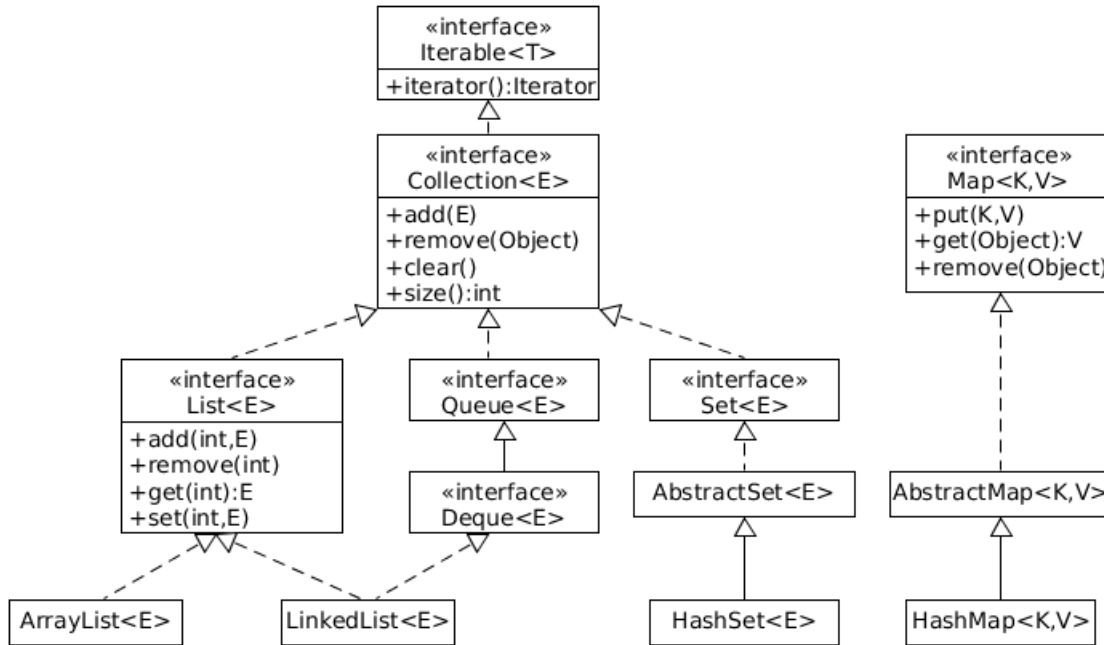 «interface»
Iterable<T>
+iterator():Iterator
«interface»
Collection<E>
+add(E)
+remove(Object)
+clear()
+size():int
«interface»
Map<K,V>
+put(K,V)
+get(Object):V
+remove(Object)
«interface»
List<E>
+add(int,E)
+remove(int)
+get(int):E
+set(int,E)
«interface»
Queue<E>
«interface»
Set<E>
«interface»
Deque<E>
AbstractSet<E>
AbstractMap<K,V>
ArrayList<E>
LinkedList<E>
HashSet<E>
HashMap<K,V>